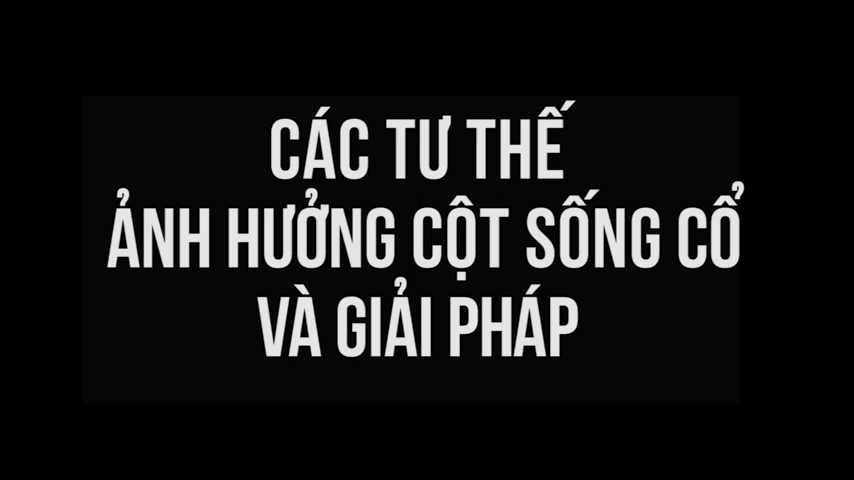 CÁC TƯ THẾ
ẢNH HƯỞNG CỘT SỐNG CỔ
VÀ GIẢI PHÁP